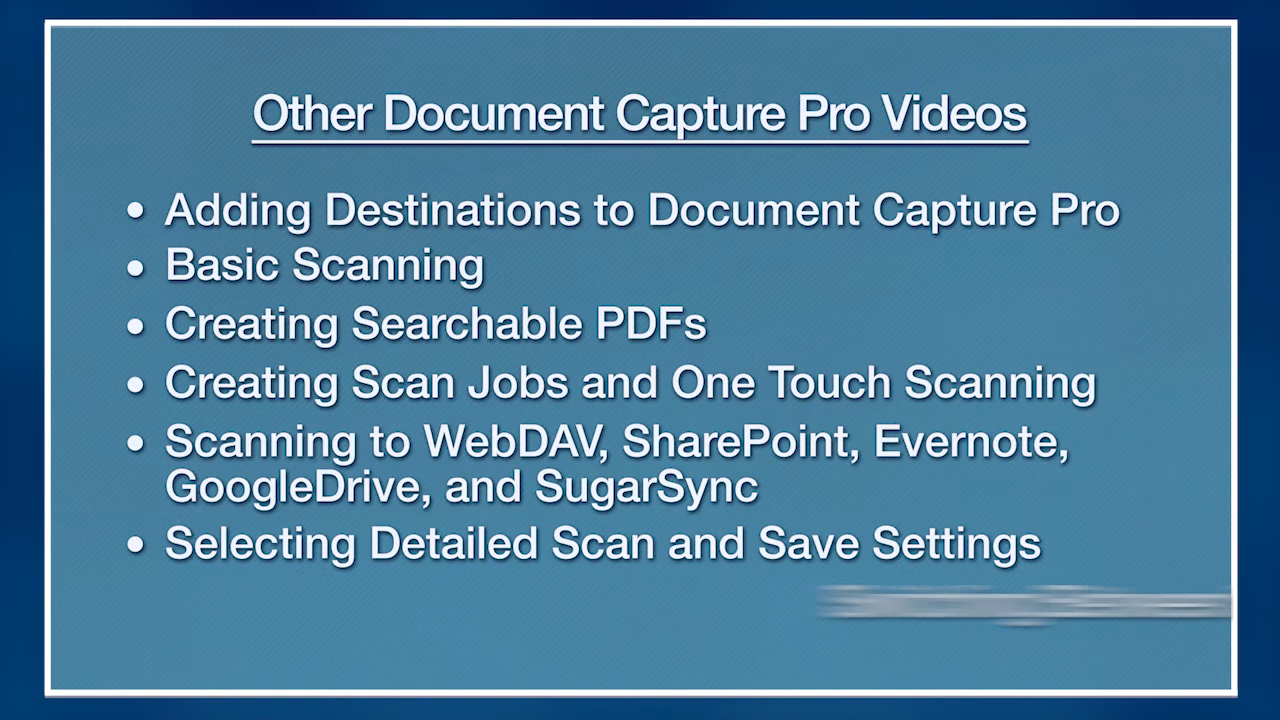 Other Document Capture Pro Videos
• Adding Destinations to Document Capture Pro
• Basic Scanning
• Creating Searchable PDFs
• Creating Scan Jobs and One Touch Scanning
• Scanning to WebDAV, SharePoint, Evernote,
GoogleDrive, and SugarSync
• Selecting Detailed Scan and Save Settings